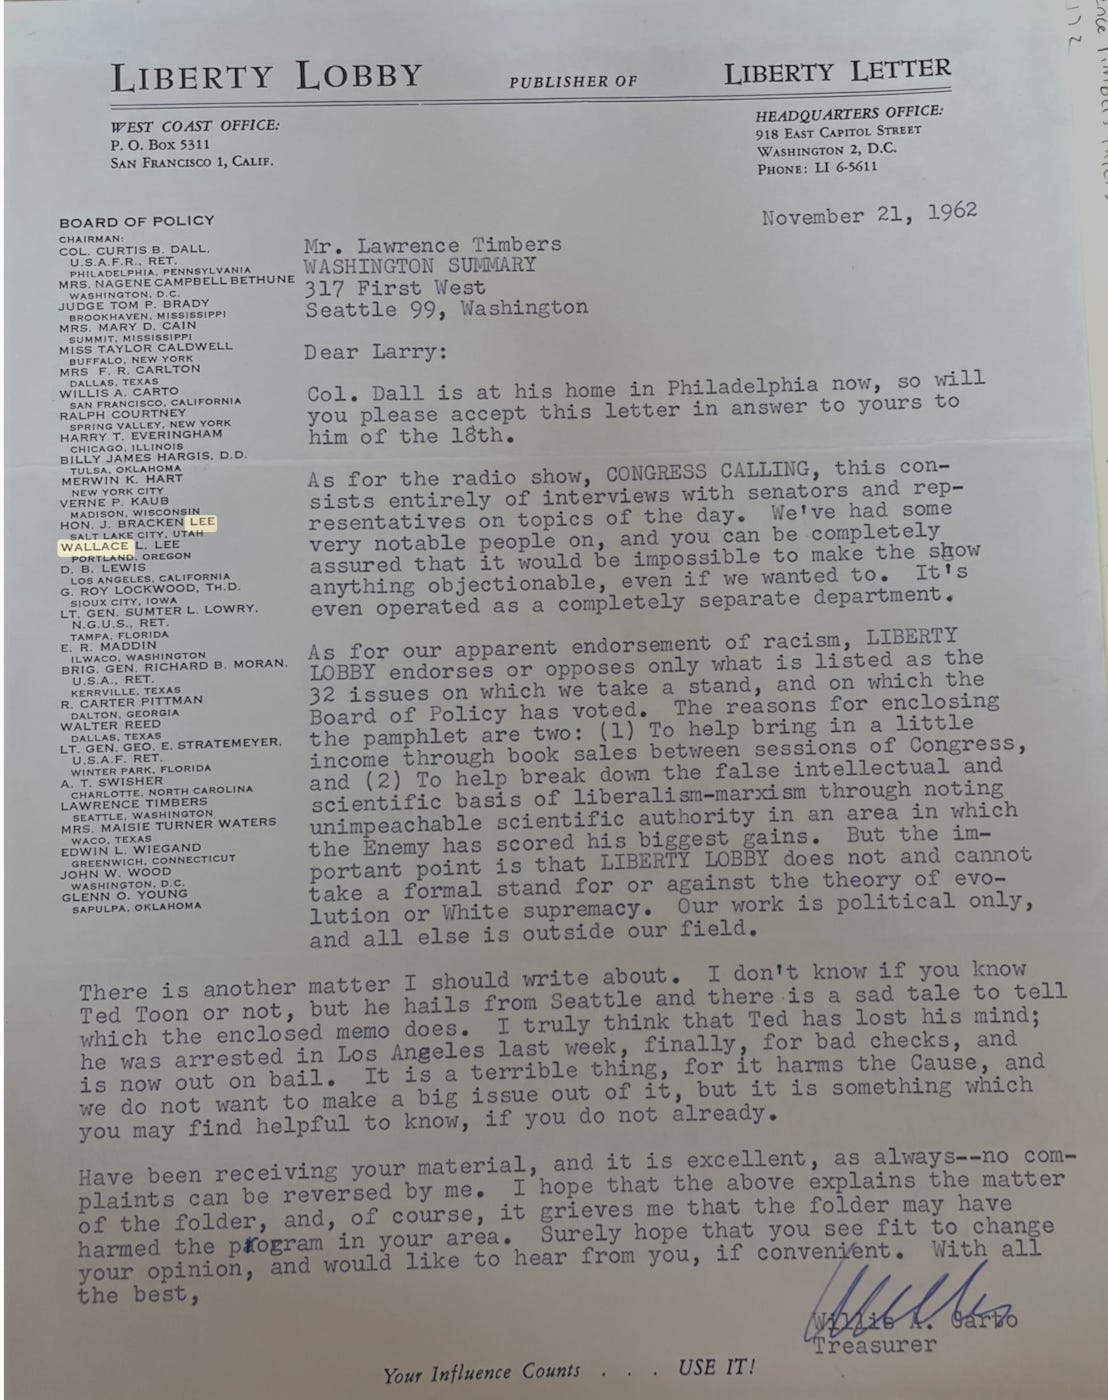 LIBERTY LOBBY PUBLISHER OF LIBERTY LETTER
WEST COAST OFFICE:
P. O. Box 5311
SAN FRANCISCO 1, CALIF.
HEADQUARTERS OFFICE:
918 EAST CAPITOL STREET
WASHINGTON 2, D.C.
PHONE: LI 6-5611
November 21, 1962
BOARD OF POLICY
CHAIRMAN:
COL. CURTIS B. DALL,
U.S.A.F.R., RET.
PHILADELPHIA, PENNSYLVANIA
MRS. NAGENE CAMPBELL BETHUNE
WASHINGTON, D.C.
JUDGE TOM P. BRADY
BROOKHAVEN, MISSISSIPPI
MRS. MARY D. CAIN
SUMMIT, MISSISSIPPI
MISS TAYLOR CALDWELL
BUFFALO, NEW YORK
MRS F. R. CARLTON
DALLAS, TEXAS
WILLIS A. CARTO
SAN FRANCISCO, CALIFORNIA
RALPH COURTNEY
SPRING VALLEY, NEW YORK
HARRY T. EVERINGHAM
CHICAGO, ILLINOIS
BILLY JAMES HARGIS, D.D.
TULSA, OKLAHOMA
MERWIN K. HART
NEW YORK CITY
VERNE P. KAUB
MADISON, WISCONSIN
HON. J. BRACKEN LEE
SALT LAKE CITY, UTAH
WALLACE L. LEE
PORTLAND, OREGON
D. B. LEWIS
LOS ANGELES, CALIFORNIA
G. ROY LOCKWOOD, TH.D.
SIOUX CITY, IOWA
LT. GEN. SUMTER L. LOWRY,
N.G.U.S., RET.
TAMPA, FLORIDA
E. R. MADDIN
ILWACO, WASHINGTON
BRIG. GEN. RICHARD B. MORAN,
U.S.A., RET.
KERRVILLE, TEXAS
R. CARTER PITTMAN
DALTON, GEORGIA
WALTER REED
DALLAS, TEXAS
LT. GEN. GEO. E. STRATEMEYER,
U.S.A.F. RET.
WINTER PARK, FLORIDA
A. T. SWISHER
CHARLOTTE, NORTH CAROLINA
LAWRENCE TIMBERS
SEATTLE, WASHINGTON
MRS. MAISIE TURNER WATERS
WACO, TEXAS
EDWIN L. WIEGAND
GREENWICH, CONNECTICUT
JOHN W. WOOD
WASHINGTON, D.C.
GLENN O. YOUNG
SAPULPA, OKLAHOMA
Mr. Lawrence Timbers
WASHINGTON SUMMARY
317 First West
Seattle 99, Washington
Dear Larry:
Col. Dall is at his home in Philadelphia now, so will
you please accept this letter in answer to yours to
him of the 18th.
As for the radio show, CONGRESS CALLING, this con-
sists entirely of interviews with senators and rep-
resentatives on topics of the day. We've had some
very notable people on, and you can be completely
assured that it would be impossible to make the show
anything objectionable, even if we wanted to. It's
even operated as a completely separate department.
As for our apparent endorsement of racism, LIBERTY
LOBBY endorses or opposes only what is listed as the
32 issues on which we take a stand, and on which the
Board of Policy has voted. The reasons for enclosing
the pamphlet are two: (1) To help bring in a little
income through book sales between sessions of Congress,
and (2) To help break down the false intellectual and
scientific basis of liberalism-marxism through noting
unimpeachable scientific authority in an area in which
the Enemy has scored his biggest gains. But the im-
portant point is that LIBERTY LOBBY does not and cannot
take a formal stand for or against the theory of evo-
lution or White supremacy. Our work is political only,
and all else is outside our field.
There is another matter I should write about. I don't know if you know
Ted Toon or not, but he hails from Seattle and there is a sad tale to tell
which the enclosed memo does. I truly think that Ted has lost his mind;
he was arrested in Los Angeles last week, finally, for bad checks, and
is now out on bail. It is a terrible thing, for it harms the Cause, and
we do not want to make a big issue out of it, but it is something which
you may find helpful to know, if you do not already.
Have been receiving your material, and it is excellent, as always--no com-
plaints can be reversed by me. I hope that the above explains the matter
of the folder, and, of course, it grieves me that the folder may have
harmed the program in your area. Surely hope that you see fit to change
your opinion, and would like to hear from you, if convenient. With all
the best,
Willis A. Carto
Treasurer
Your Influence Counts . . . USE IT!